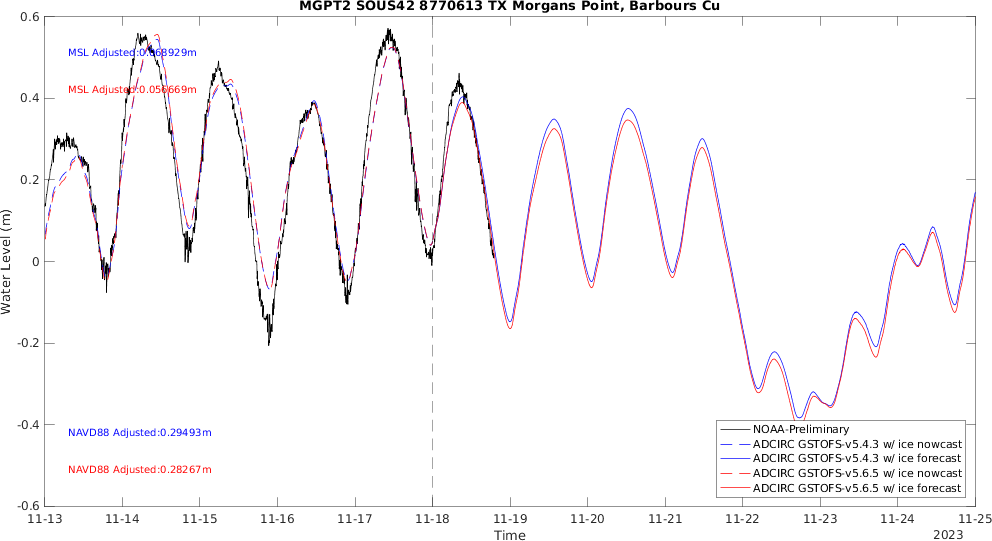 MGPT2 SOUS42 8770613 TX Morgans Point, Barbours Cu
0.6
0.4
0.2
0
-0.2
-0.4
-0.6
Water Level (m)
MSL Adjusted:0.068929m
MSL Adjusted:0.056669m
NAVD88 Adjusted:0.29493m
NAVD88 Adjusted:0.28267m
NOAA-Preliminary
ADCIRC GSTOFS-v5.4.3 w/ ice nowcast
ADCIRC GSTOFS-v5.4.3 w/ ice forecast
ADCIRC GSTOFS-v5.6.5 w/ ice nowcast
ADCIRC GSTOFS-v5.6.5 w/ ice forecast
11-13 11-14 11-15 11-16 11-17 11-18 11-19 11-20 11-21 11-22 11-23 11-24 11-25
Time
2023